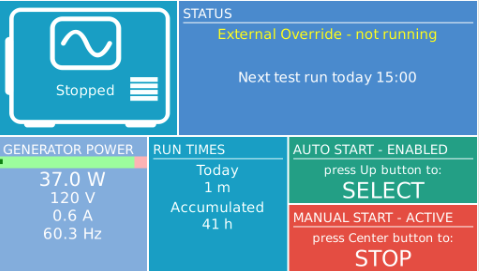 Stopped
STATUS
External Override - not running
Next test run today 15:00
GENERATOR POWER
37.0 W
120 V
0.6 A
60.3 Hz
RUN TIMES
Today
1 m
Accumulated
41 h
AUTO START - ENABLED
press Up button to:
SELECT
MANUAL START - ACTIVE
press Center button to:
STOP